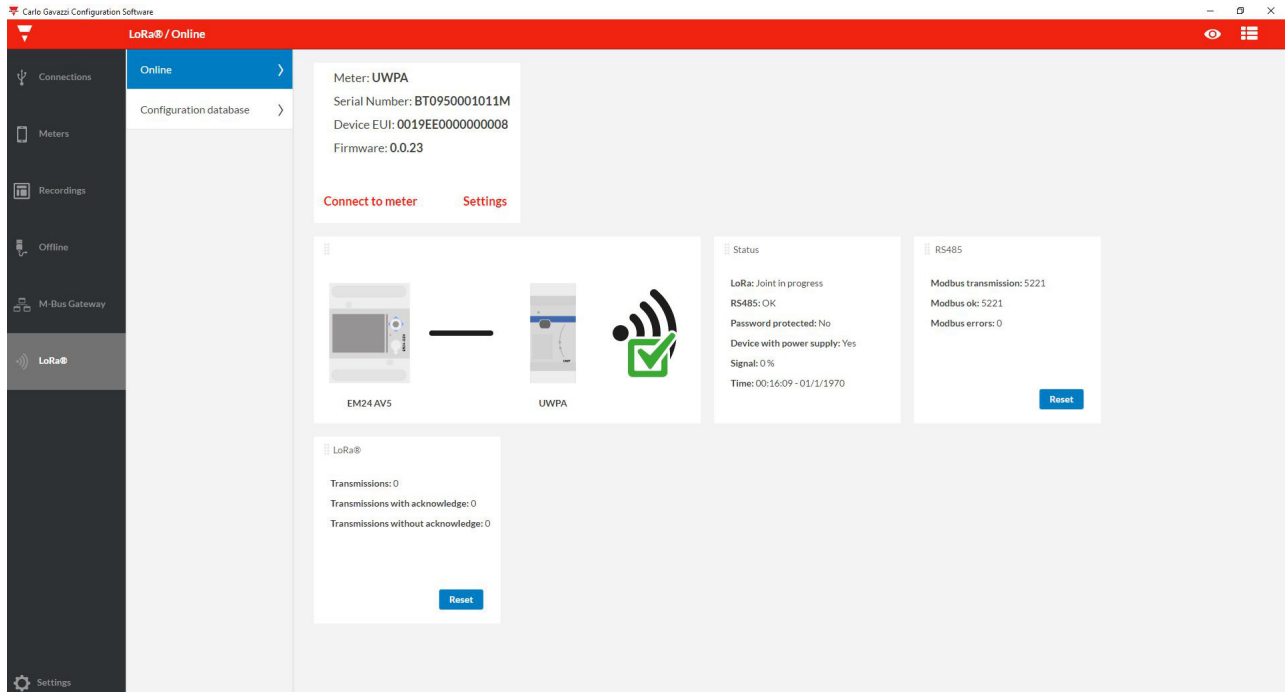 Carlo Gavazzi Configuration Software
LoRa® / Online
Connections
Meters
Recordings
Offline
M-Bus Gateway
LoRa®
Settings
Online
Configuration database
Meter: UWPA
Serial Number: BT0950001011M
Device EUI: 0019EE0000000008
Firmware: 0.0.23
Connect to meter Settings
EM24 AV5
UWPA
Status
LoRa: Joint in progress
RS485: OK
Password protected: No
Device with power supply: Yes
Signal: 0 %
Time: 00:16:09 - 01/1/1970
RS485
Modbus transmission: 5221
Modbus ok: 5221
Modbus errors: 0
Reset
LoRa®
Transmissions: 0
Transmissions with acknowledge: 0
Transmissions without acknowledge: 0
Reset